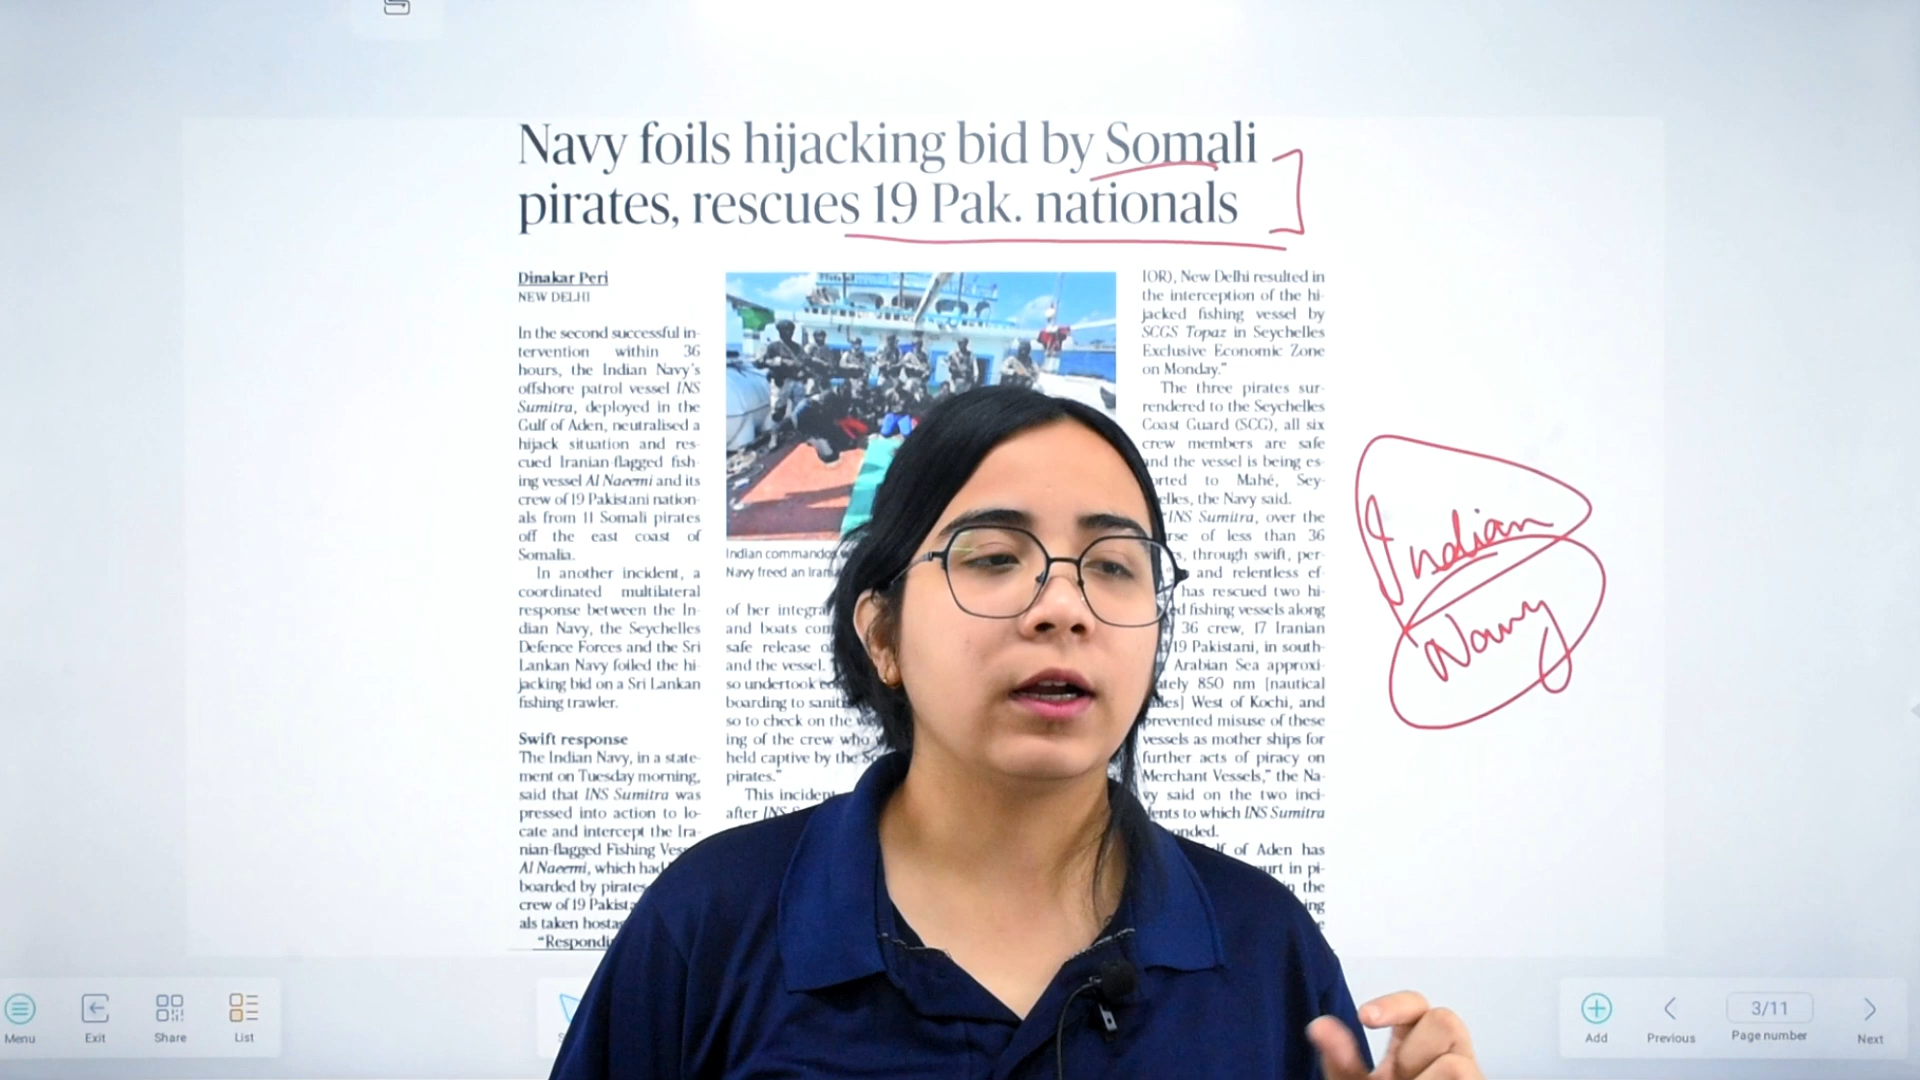 Navy foils hijacking bid by Somali
pirates, rescues 19 Pak. nationals
Dinakar Peri
NEW DELHI
In the second successful in-
tervention within 36
hours, the Indian Navy's
offshore patrol vessel INS
Sumitra, deployed in the
Gulf of Aden, neutralised a
hijack situation and res-
cued Iranian-flagged fish-
ing vessel Al Naeemi and its
crew of 19 Pakistani nation-
als from 11 Somali pirates
off the east coast of
Somalia.
In another incident, a
coordinated multilateral
response between the In-
dian Navy, the Seychelles
Defence Forces and the Sri
Lankan Navy foiled the hi-
jacking bid on a Sri Lankan
fishing trawler.
Swift response
The Indian Navy, in a state-
ment on Tuesday morning,
said that INS Sumitra was
pressed into action to lo-
cate and intercept the Ira-
nian-flagged Fishing
Al Naeemi, which had
boarded by pirates
crew of 19
als taken
Indian commandos
Navy freed an
of her
and boats
safe release
and the vessel.
so undertook
boarding to
so to check on the
ing of the crew who
held captive by the
pirates."
This
after
IOR), New Delhi resulted in
the interception of the hi-
jacked fishing vessel by
SCGS Topaz in Seychelles
Exclusive Economic Zone
on Monday."
The three pirates sur-
rendered to the Seychelles
Coast Guard (SCG), all six
crew members are safe
and the vessel is being es-
to Mahé, Sey-
the Navy said.
"INS Sumitra, over the
of less than 36
through swift, per-
and relentless ef-
has rescued two hi-
fishing vessels along
36 crew, 17 Iranian
19 Pakistani, in south-
Arabian Sea approxi-
850 nm [nautical
West of Kochi, and
prevented misuse of these
vessels as mother ships for
further acts of piracy on
Merchant Vessels," the Na-
vy said on the two inci-
to which INS Sumitra
of Aden has
in pi-
the
Indian
Navy
Menu
Exit
Share
List
Add
Previous
3/11
Page number
Next